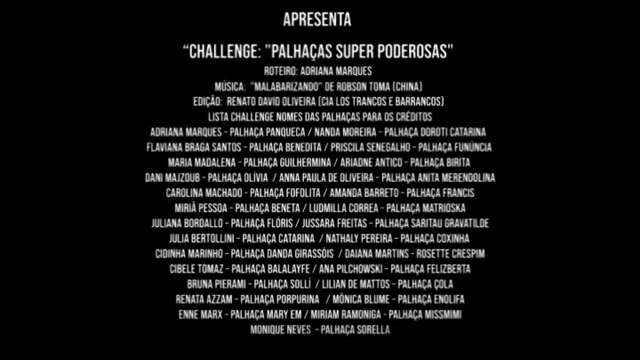 APRESENTA
“CHALLENGE: "PALHAÇAS SUPER PODEROSAS"
ROTEIRO: ADRIANA MARQUES
MÚSICA: "MALABARIZANDO" DE ROBSON TOMA (CHINA)
EDIÇÃO: RENATO DAVID OLIVEIRA (CIA LOS TRANCOS E BARRANCOS)
LISTA CHALLENGE NOMES DAS PALHAÇAS PARA OS CRÉDITOS
ADRIANA MARQUES - PALHAÇA PANQUECA / NANDA MOREIRA - PALHAÇA DOROTI CATARINA
FLAVIANA BRAGA SANTOS - PALHAÇA BENEDITA / PRISCILA SENEGALHO - PALHAÇA FUNÚNCIA
MARIA MADALENA - PALHAÇA GUILHERMINA / ARIADNE ANTICO - PALHAÇA BIRITA
DANI MAJZOUB - PALHAÇA OLÍVIA / ANNA PAULA DE OLIVEIRA - PALHAÇA ANITA MERENDOLINA
CAROLINA MACHADO - PALHAÇA FOFOLITA / AMANDA BARRETO - PALHAÇA FRANCIS
MIRIÃ PESSOA - PALHAÇA BENETA / LUDMILLA CORREA - PALHAÇA MATRIOSKA
JULIANA BORDALLO - PALHAÇA FLÓRIS / JUSSARA FREITAS - PALHAÇA SARITAU GRAVATILDE
JULIA BERTOLLINI - PALHAÇA CATARINA / NATHALY PEREIRA - PALHAÇA COXINHA
CIDINHA MARINHO - PALHAÇA DANDA GIRASSÓIS / DAIANA MARTINS - ROSETTE CRESPIM
CIBELE TOMAZ - PALHAÇA BALALAYFE / ANA PILCHOWSKI - PALHAÇA FELIZBERTA
BRUNA PIERAMI - PALHAÇA SOLLÍ / LILIAN DE MATTOS - PALHAÇA ÇOLA
RENATA AZZAM - PALHAÇA PORPURINA / MÔNICA BLUME - PALHAÇA ENOLIFA
ENNE MARX - PALHAÇA MARY EM / MIRIAM RAMONIGA - PALHAÇA MISSMIMI
MONIQUE NEVES - PALHAÇA SORELLA